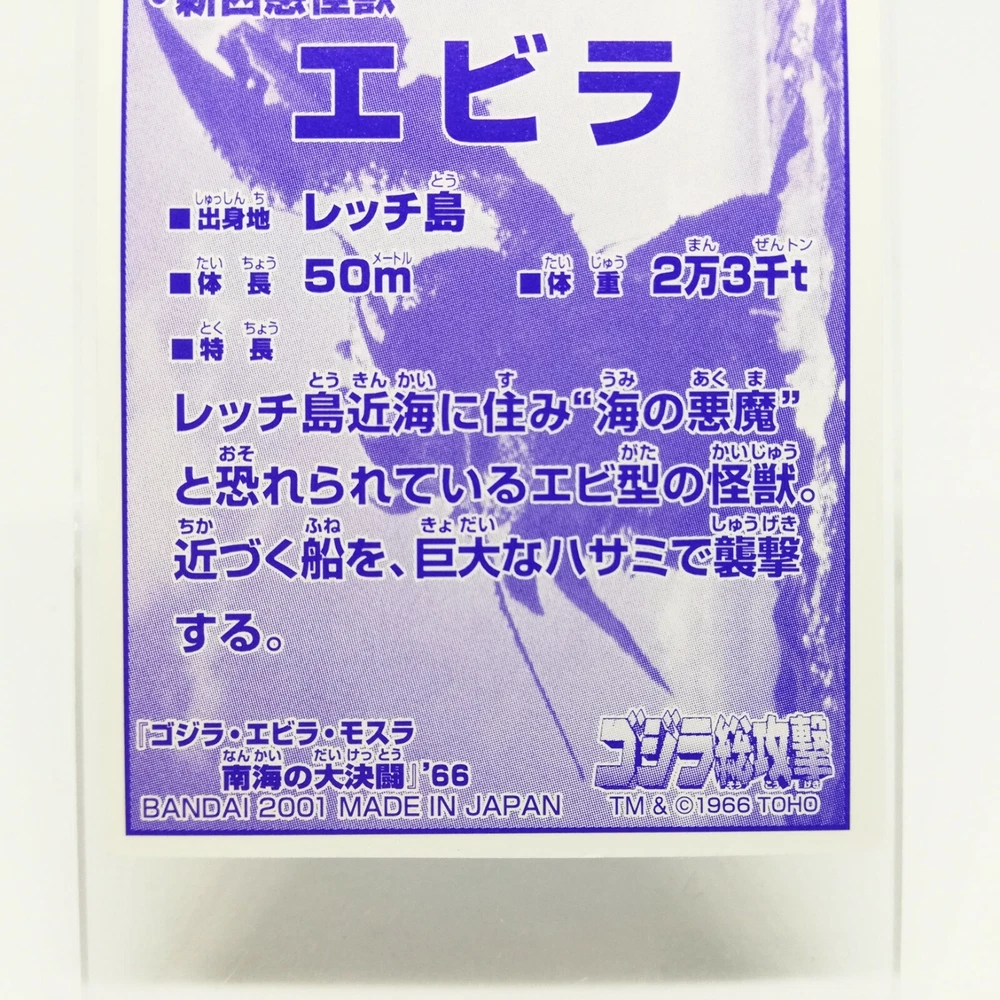 エビラ
■出身地 レッチ島
■体長 50m ■体重 2万3千t
■特長
レッチ島近海に住み“海の悪魔”
と恐れられているエビ型の怪獣。
近づく船を、巨大なハサミで襲撃
する。
『ゴジラ・エビラ・モスラ
南海の大決闘』’66
ゴジラ総攻撃
BANDAI 2001 MADE IN JAPAN
TM & ©1966 TOHO